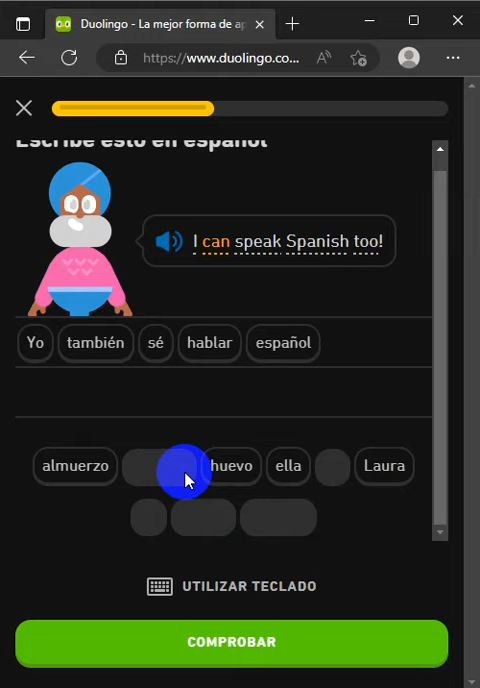 Duolingo - La mejor forma de ap
https://www.duolingo.co...
Escribe esto en español
I can speak Spanish too!
Yo también sé hablar español
almuerzo huevo ella Laura
UTILIZAR TECLADO
COMPROBAR